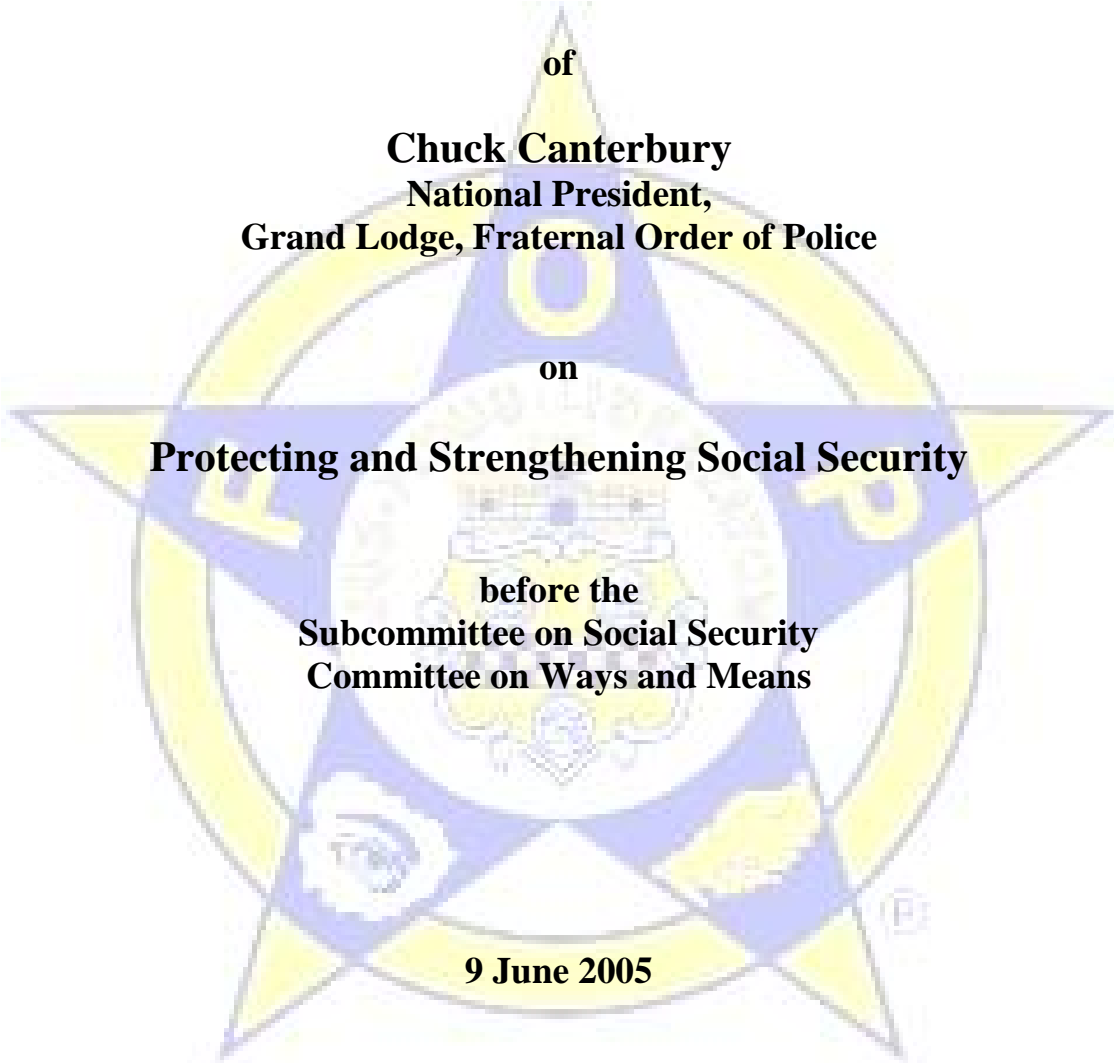 of
Chuck Canterbury
National President,
Grand Lodge, Fraternal Order of Police
on
Protecting and Strengthening Social Security
before the
Subcommittee on Social Security
Committee on Ways and Means
9 June 2005
F
O
P
®